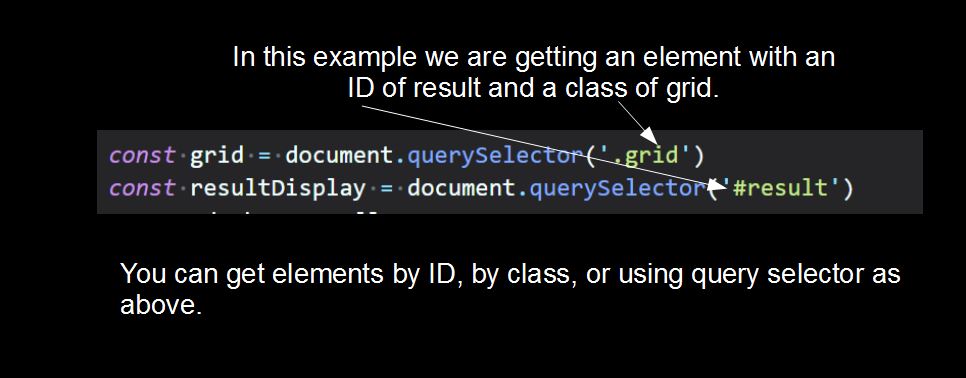 In this example we are getting an element with an
ID of result and a class of grid.
const grid = document.querySelector('.grid')
const resultDisplay = document.querySelector('#result')
You can get elements by ID, by class, or using query selector as
above.